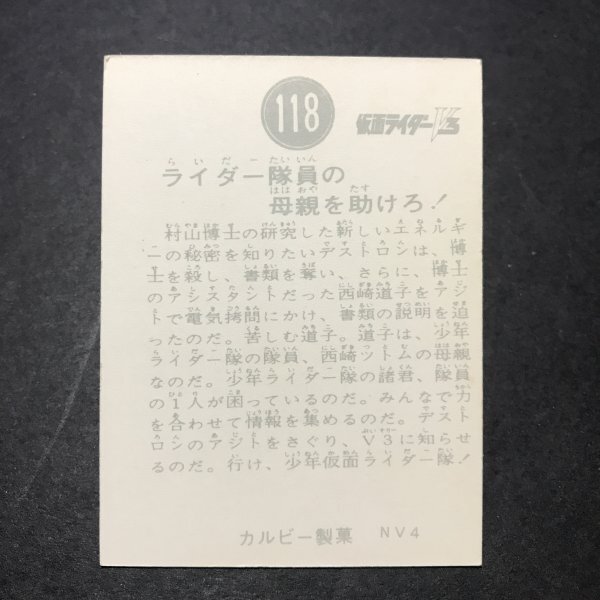 118
仮面ライダーV3
ライダー隊員の
母親を助けろ！
村山博士の研究した新しいエネルギ
ーの秘密を知りたいデストロンは、博
士を殺し、書類を奪い、さらに、博士
のアシスタントだった西崎道子をアジ
トで電気拷問にかけ、書類の説明を迫
ったのだ。苦しむ道子。道子は、少年
ライダー隊の隊員、西崎ツトムの母親
なのだ。少年ライダー隊の諸君、隊員
の1人が困っているのだ。みんなで力
を合わせて情報を集めるのだ。デスト
ロンのアジトをさぐり、V3に知らせ
るのだ。行け、少年仮面ライダー隊！
カルビー製菓 NV4